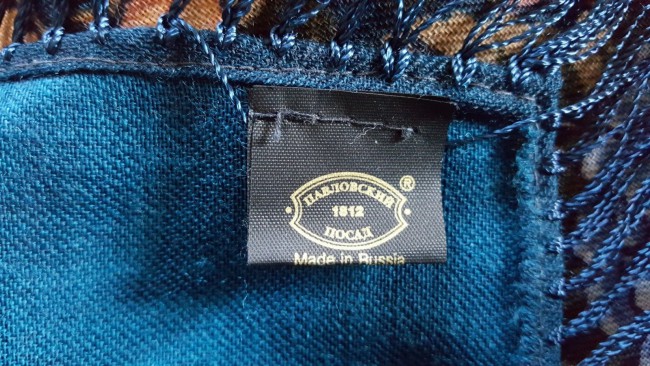 ПАВЛОВСКИЙ ®
1812
ПОСАД
Made in Russia